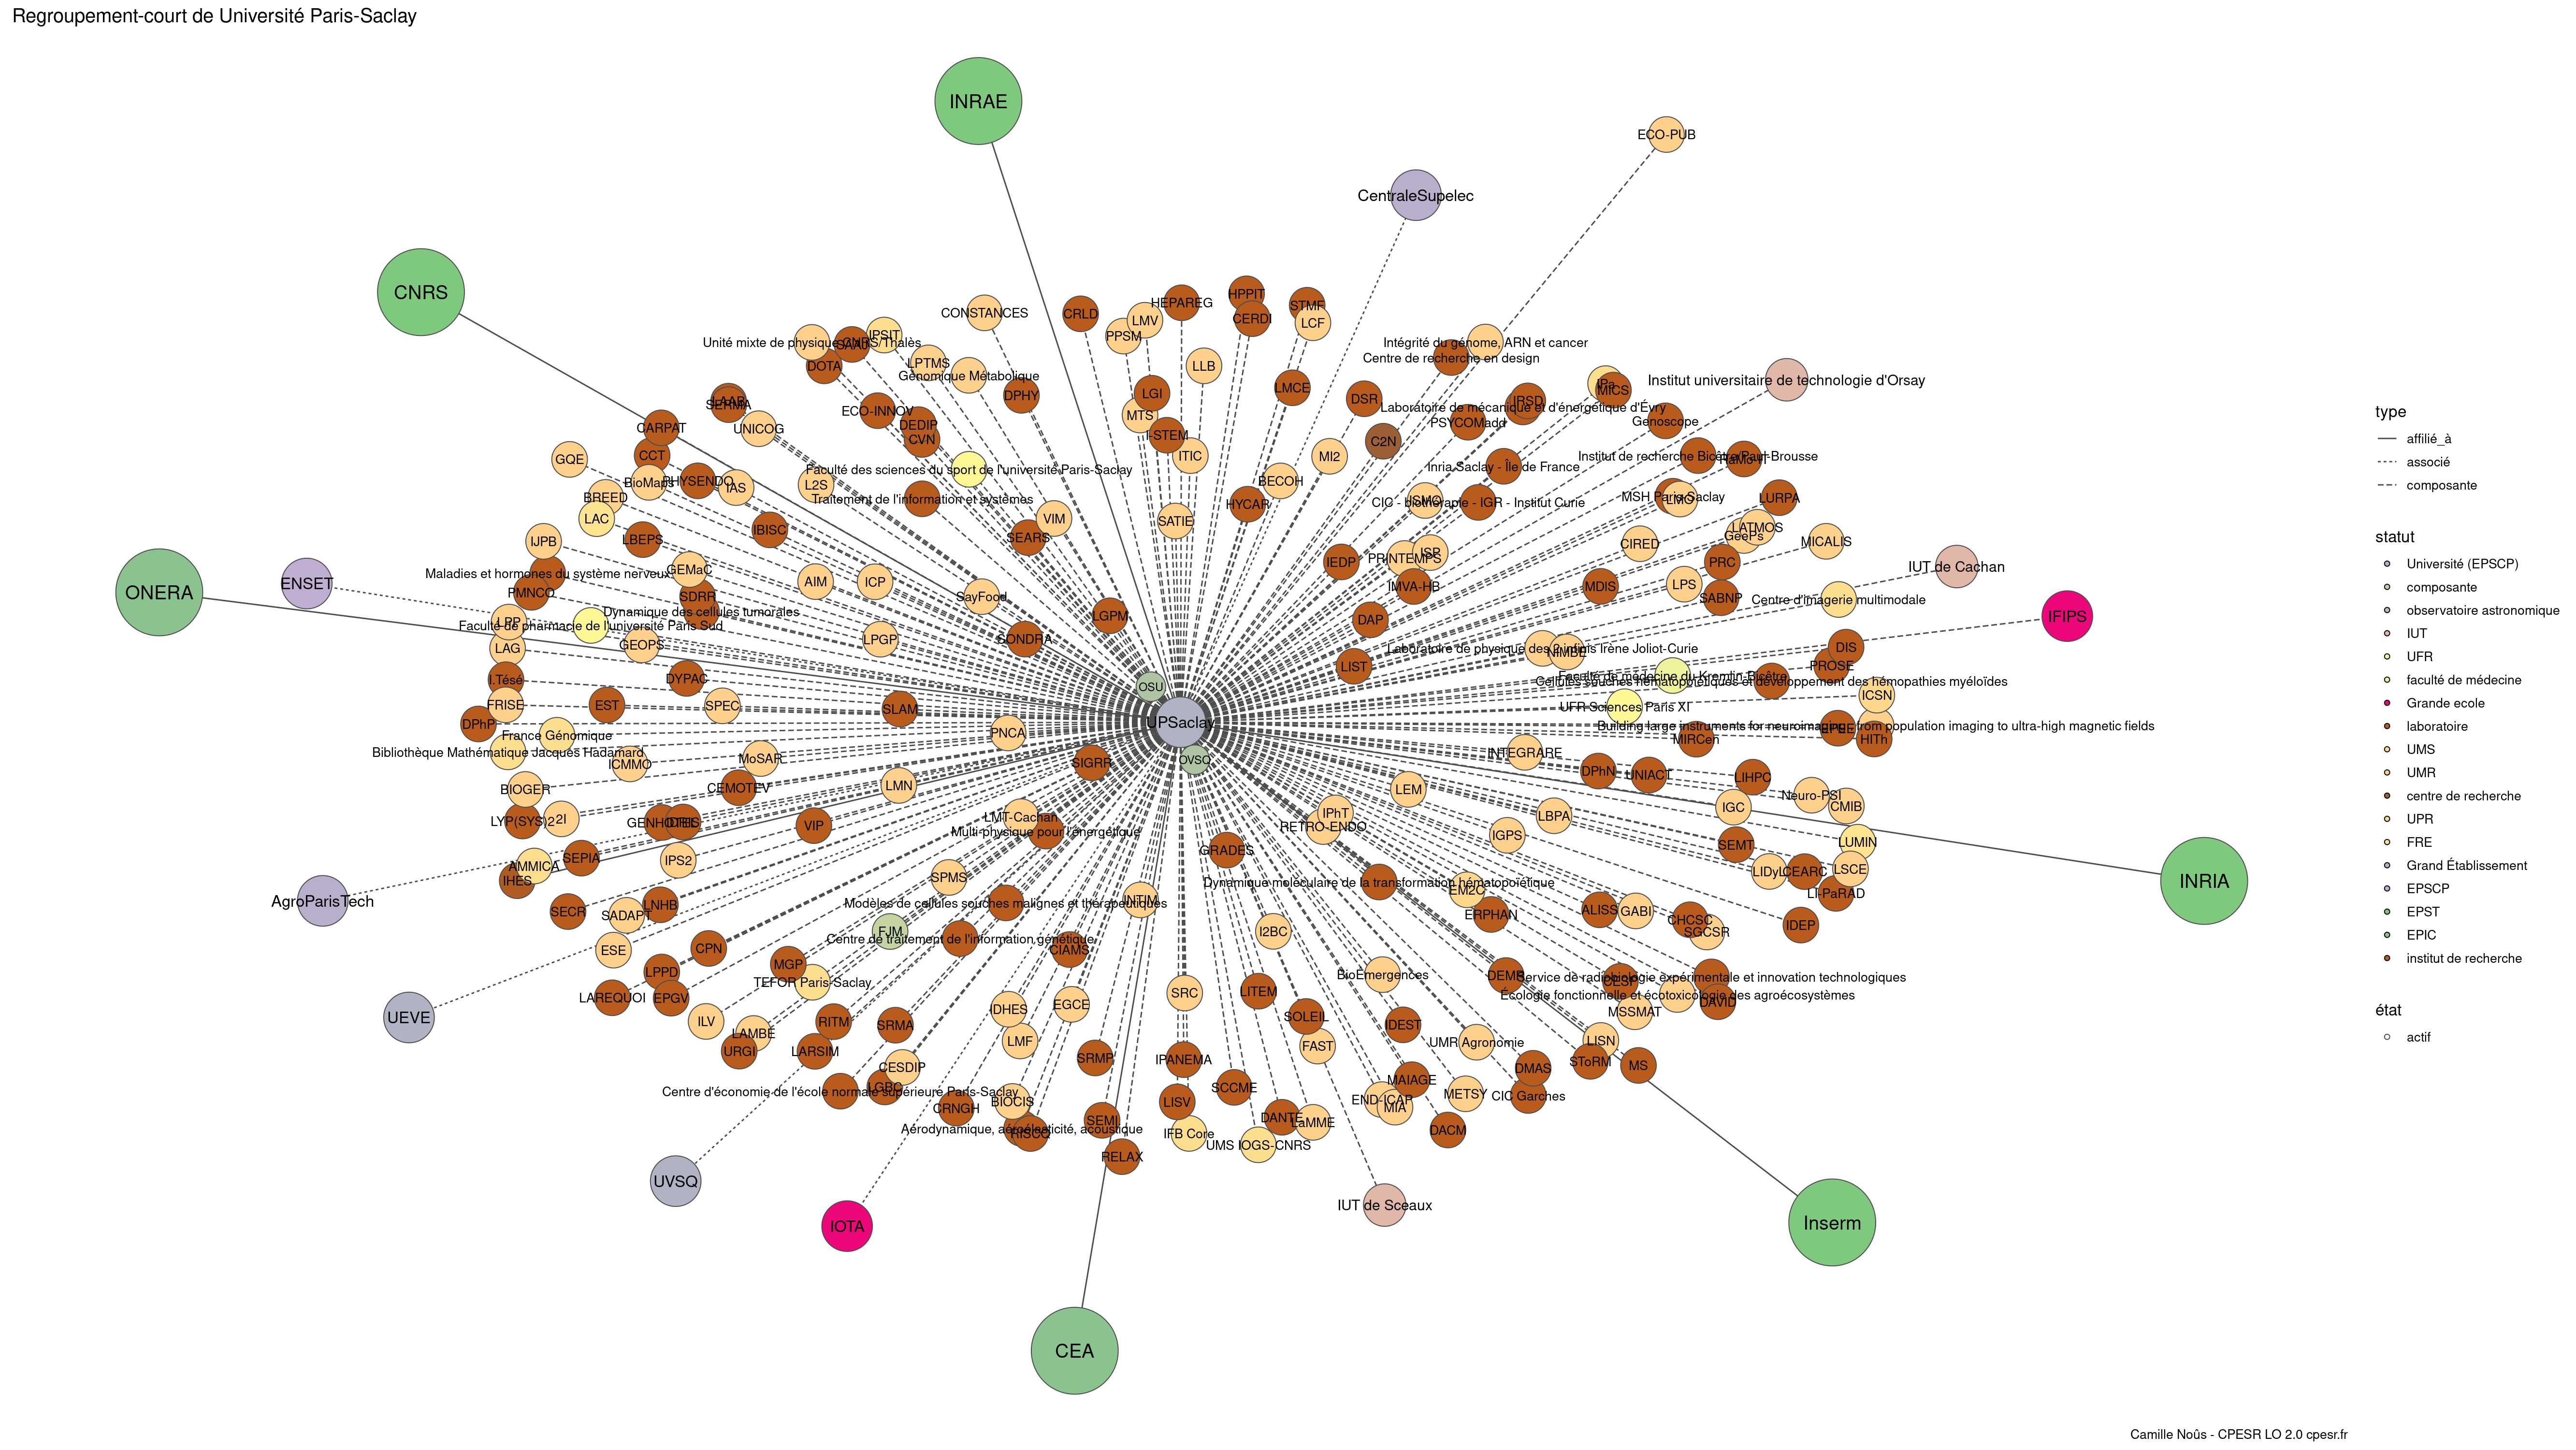 Regroupement-court de Université Paris-Saclay
INRAE
ECO-PUB
CentraleSupelec
CNRS
HPPIT
HEPAREG
STMF
CONSTANCES
CRLD
LMV
CERDI
LCF
PPSM
IPSIT
Unité mixte de physique CNRS/Thalès
Intégrité du génome, ARN et cancer
Centre de recherche en design
DOTA
LPTMS
LLB
Génomique Métabolique
IPa
MICS
Institut universitaire de technologie d'Orsay
LMCE
LGI
DPHY
DSR
SERMA
IRSD
Laboratoire de mécanique et d'énergétique d'Évry
ECO-INNOV
MTS
DEDIP
PSYCOMadd
Genoscope
CARPAT
UNICOG
I-STEM
CVN
C2N
CCT
ITIC
MI2
GQE
Institut de recherche Bicêtre/Paul-Brousse
RaMo-IT
Inria Saclay - Île de France
Faculté des sciences du sport de l'université Paris-Saclay
BioMaps
PHYSENDO
IAS
L2S
BECOH
BREED
MSH Paris-Saclay
LMO
LURPA
Traitement de l'information et systèmes
ISMO
CIC - biotherapie - IGR - Institut Curie
HYCAR
LAC
VIM
SATIE
LATMOS
GeePs
IBISC
SEARS
LBEPS
IJPB
CIRED
MICALIS
PRINTEMPS
ISP
IEDP
PRC
IUT de Cachan
Maladies et hormones du système nerveux
GEMaC
AIM
ICP
ENSET
ONERA
IMVA-HB
MDIS
LPS
PMNCO
SDRR
SayFood
SABNP
Centre d'imagerie multimodale
Dynamique des cellules tumorales
LGPM
DAP
IFIPS
LPP
Faculté de pharmacie de l'université Paris Sud
LPGP
SONDRA
GEOPS
LAG
Laboratoire de physique des 2 infinis Irène Joliot-Curie
NIMBE
DIS
LIST
PROSE
I.Tésé
DYPAC
OSU
Faculté de médecine du Kremlin-Bicêtre
Cellules souches hématopoïétiques et développement des hémopathies myéloïdes
FRISE
EST
SPEC
SLAM
ICSN
UFR Sciences Paris XI
DPhP
UPSaclay
Building large instruments for neuroimaging: from population imaging to ultra-high magnetic fields
EPEE
France Génomique
PNCA
MIRCen
HITh
Bibliothèque Mathématique Jacques Hadamard
ICMMO
MoSAR
OVSQ
INTEGRARE
SIGRR
DPhN
UNIACT
LIHPC
BIOGER
CEMOTEV
LMN
LEM
Neuro-PSI
IGC
CMIB
LYP(SYS)2
2I
VIP
LMT-Cachan
IPhT
RETRO-ENDO
LBPA
Multi-physique pour l'énergétique
IGPS
SEMT
LUMIN
GRADES
SEPIA
IPS2
AMMICA
IHES
LIDyL
CEARC
LSCE
INRIA
SPMS
Dynamique moléculaire de la transformation hématopoïétique
EM2C
LI-PaRAD
AgroParisTech
SECR
SADAPT
LNHB
Modèles de cellules souches malignes et thérapeutiques
INTIM
ERPHAN
ALISS
GABI
CHCSC
IDEP
SGCSR
FJM
I2BC
Centre de traitement de l'information génétique
ESE
CPN
CIAMS
LPPD
MGP
TEFOR Paris-Saclay
BioEmergences
DEMR
Service de radiobiologie expérimentale et innovation technologiques
CESP
LAREQUOI
EPGV
SRC
LITEM
Écologie fonctionnelle et écotoxicologie des agroécosystèmes
DAVID
IDHES
EGCE
MSSMAT
UEVE
ILV
RITM
SRMA
SOLEIL
IDEST
LAMBE
LMF
FAST
UMR Agronomie
LISN
URGI
LARSIM
SRMP
IPANEMA
SToRM
MS
CESDIP
DMAS
Centre d'économie de l'école normale supérieure Paris-Saclay
LGBC
SCCME
MAIAGE
METSY
CIC Garches
BIOCIS
LISV
END-ICAP
MIA
CRNGH
SEMI
DANTE
LaMME
Aérodynamique, aéroélasticité, acoustique
RISCQ
IFB Core
UMS IOGS-CNRS
DACM
RELAX
UVSQ
IUT de Sceaux
IOTA
Inserm
CEA
type
affilié_à
associé
composante
statut
Université (EPSCP)
composante
observatoire astronomique
IUT
UFR
faculté de médecine
Grande ecole
laboratoire
UMS
UMR
centre de recherche
UPR
FRE
Grand Établissement
EPSCP
EPST
EPIC
institut de recherche
état
actif
Camille Noûs - CPESR LO 2.0 cpesr.fr